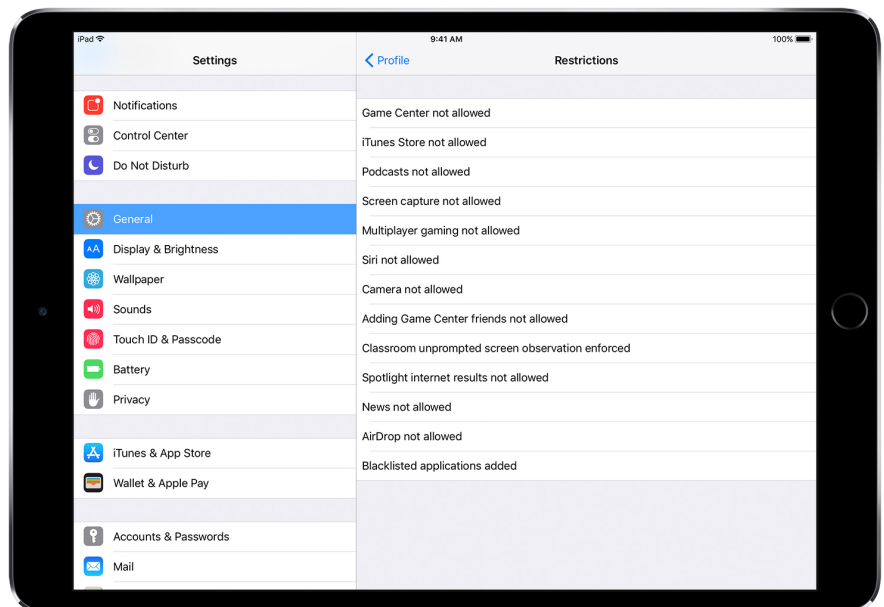 iPad
9:41 AM
100%
Settings
Profile
Restrictions
Notifications
Control Center
Do Not Disturb
General
AA Display & Brightness
Wallpaper
Sounds
Touch ID & Passcode
Battery
Privacy
iTunes & App Store
Wallet & Apple Pay
Accounts & Passwords
Mail
Game Center not allowed
iTunes Store not allowed
Podcasts not allowed
Screen capture not allowed
Multiplayer gaming not allowed
Siri not allowed
Camera not allowed
Adding Game Center friends not allowed
Classroom unprompted screen observation enforced
Spotlight internet results not allowed
News not allowed
AirDrop not allowed
Blacklisted applications added